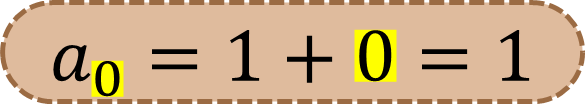 a₀ = 1 + 0 = 1